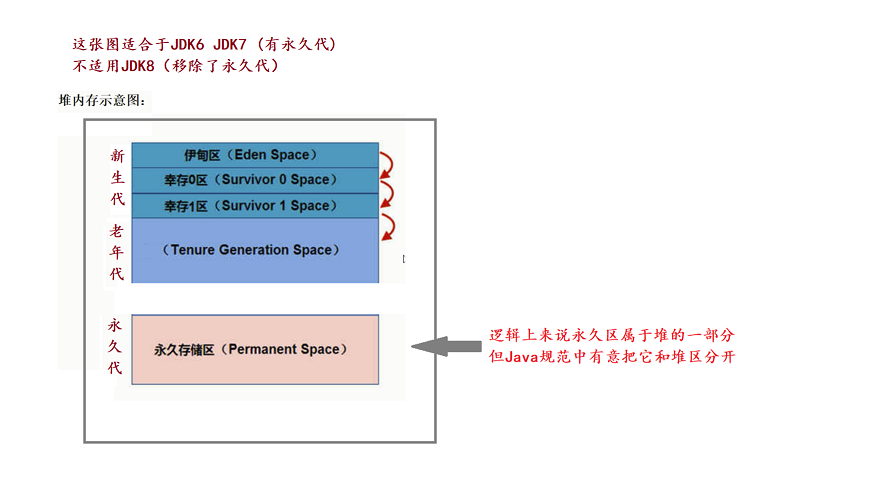 这张图适合于JDK6 JDK7 (有永久代)
不适用JDK8 (移除了永久代)
堆内存示意图:
新生代
伊甸区（Eden Space）
幸存0区（Survivor 0 Space）
幸存1区（Survivor 1 Space）
老年代
（Tenure Generation Space）
永久代
永久存储区（Permanent Space）
逻辑上来说永久区属于堆的一部分
但Java规范中有意把它和堆区分开